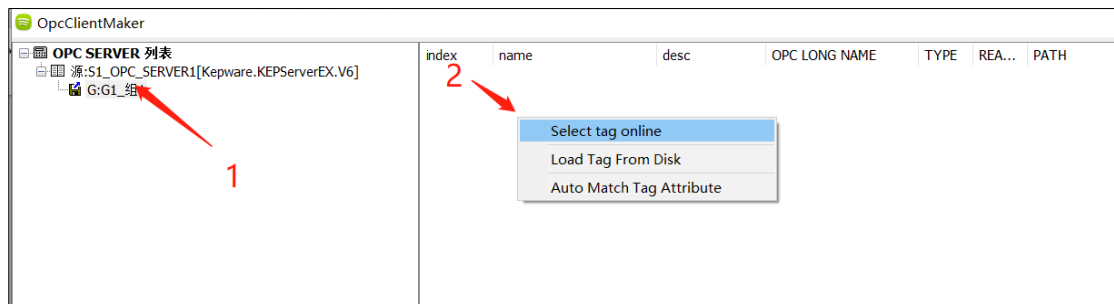 OpcClientMaker
OPC SERVER 列表
index name desc OPC LONG NAME TYPE REA... PATH
源:S1_OPC_SERVER1[Kepware.KEPServerEX.V6]
G:G1_组
2
1
Select tag online
Load Tag From Disk
Auto Match Tag Attribute